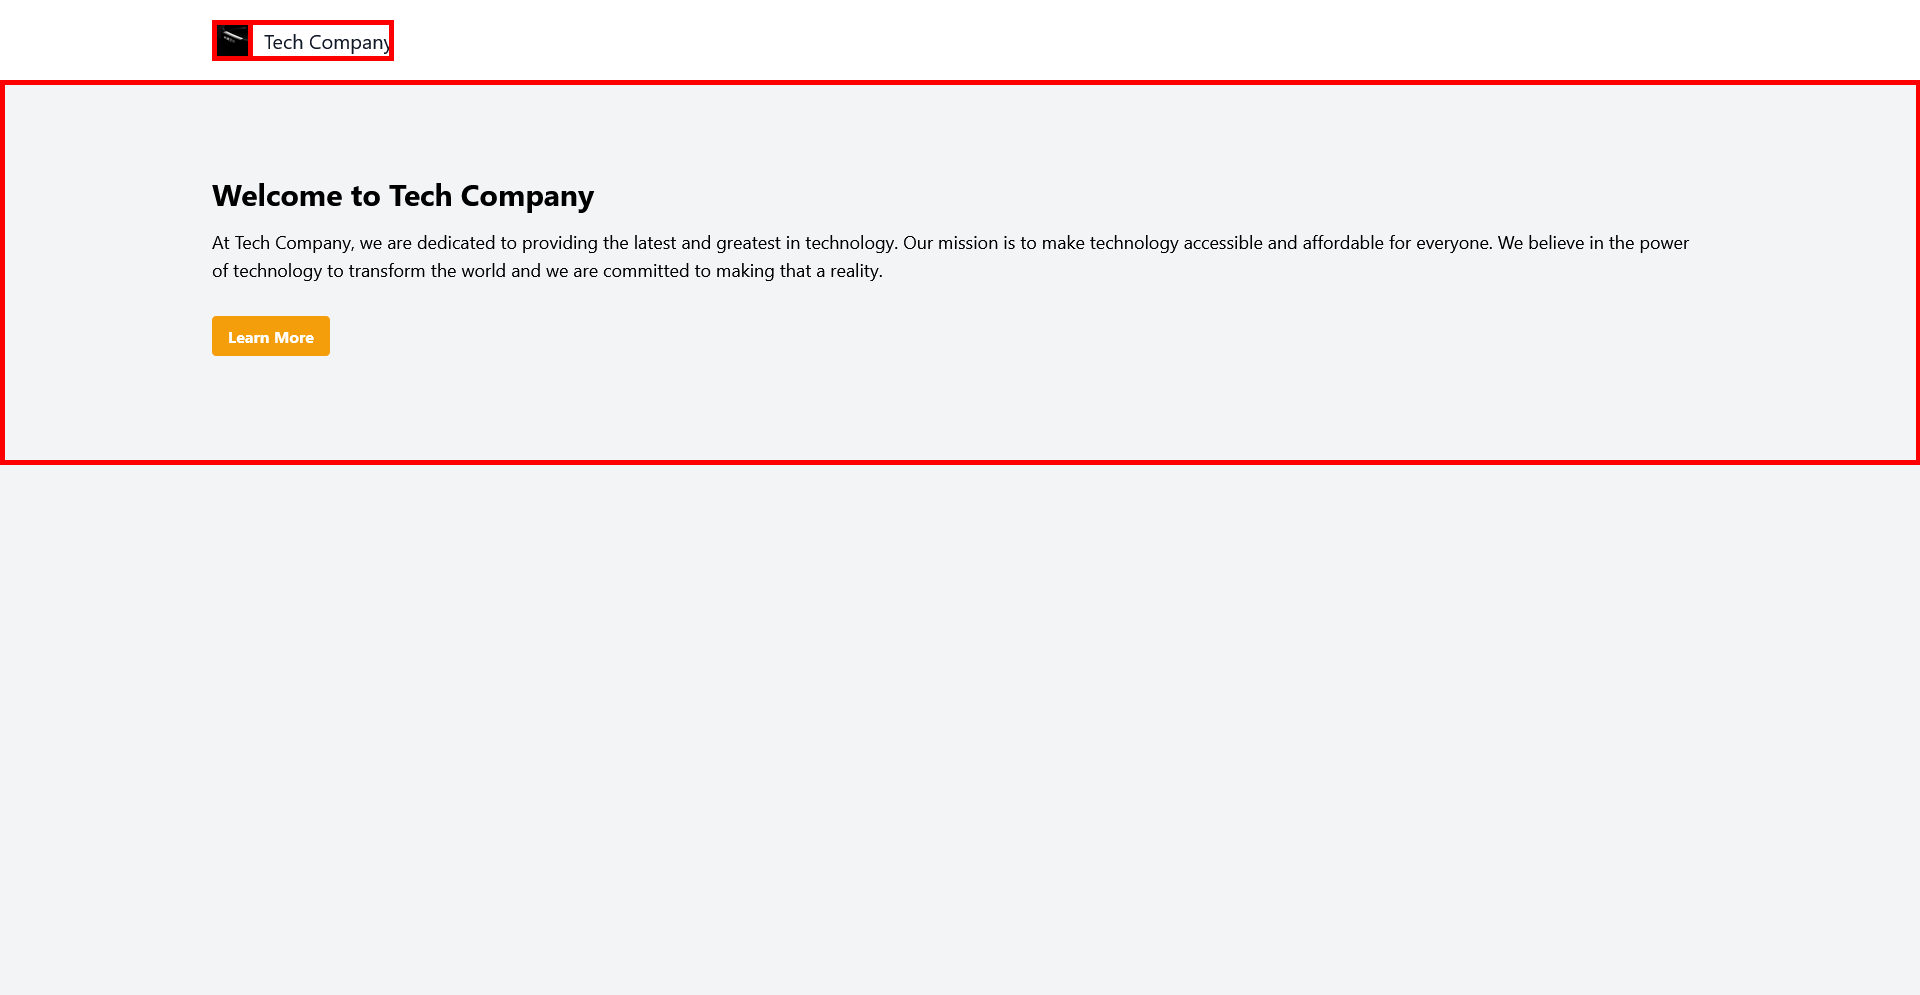 Tech Company
Welcome to Tech Company
At Tech Company, we are dedicated to providing the latest and greatest in technology. Our mission is to make technology accessible and affordable for everyone. We believe in the power
of technology to transform the world and we are committed to making that a reality.
Learn More